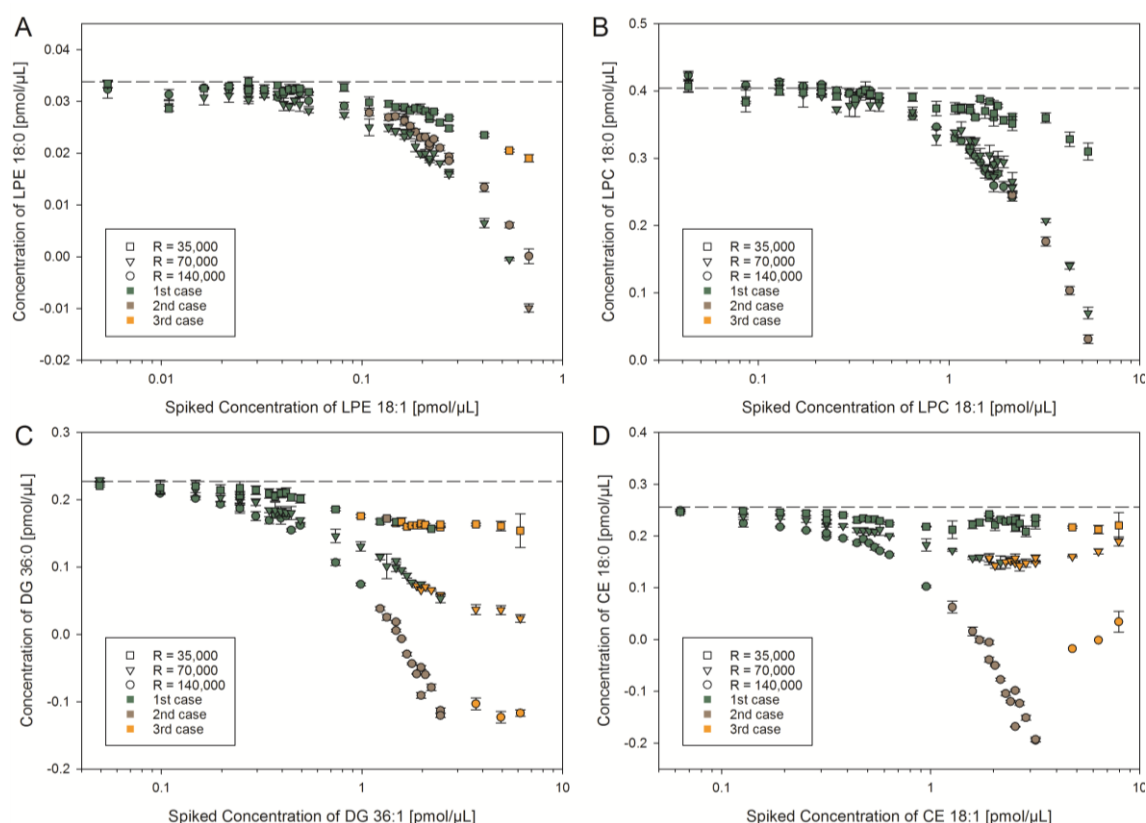 A
Concentration of LPE 18:0 [pmol/µL]
0.04
0.03
0.02
0.01
0.00
-0.01
-0.02
R = 35,000
R = 70,000
R = 140,000
1st case
2nd case
3rd case
0.01
0.1
1
Spiked Concentration of LPE 18:1 [pmol/µL]
B
Concentration of LPC 18:0 [pmol/µL]
0.5
0.4
0.3
0.2
0.1
0.0
R = 35,000
R = 70,000
R = 140,000
1st case
2nd case
3rd case
0.1
1
10
Spiked Concentration of LPC 18:1 [pmol/µL]
C
Concentration of DG 36:0 [pmol/µL]
0.3
0.2
0.1
0.0
-0.1
-0.2
R = 35,000
R = 70,000
R = 140,000
1st case
2nd case
3rd case
0.1
1
10
Spiked Concentration of DG 36:1 [pmol/µL]
D
Concentration of CE 18:0 [pmol/µL]
0.4
0.3
0.2
0.1
0.0
-0.1
-0.2
R = 35,000
R = 70,000
R = 140,000
1st case
2nd case
3rd case
0.1
1
10
Spiked Concentration of CE 18:1 [pmol/µL]